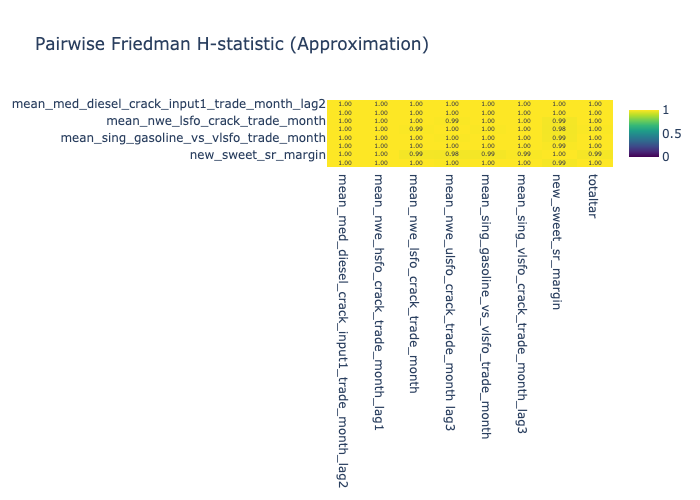 Pairwise Friedman H-statistic (Approximation)
mean_med_diesel_crack_input1_trade_month_lag2 1.00 1.00 1.00 1.00 1.00 1.00 1.00 1.00
1.00 1.00 1.00 1.00 1.00 1.00 1.00 1.00
mean_nwe_lsfo_crack_trade_month 1.00 1.00 1.00 0.99 1.00 1.00 0.99 1.00
1.00 1.00 0.99 1.00 1.00 1.00 0.98 1.00
mean_sing_gasoline_vs_vlsfo_trade_month 1.00 1.00 1.00 1.00 1.00 1.00 0.99 1.00
1.00 1.00 1.00 1.00 1.00 1.00 0.99 1.00
new_sweet_sr_margin 1.00 1.00 0.99 0.98 0.99 0.99 1.00 0.99
1.00 1.00 1.00 1.00 1.00 1.00 0.99 1.00
1
0.5
0
mean_med_diesel_crack_input1_trade_month_lag2
mean_nwe_hsfo_crack_trade_month_lag1
mean_nwe_lsfo_crack_trade_month
mean_nwe_ulsfo_crack_trade_month lag3
mean_sing_gasoline_vs_vlsfo_trade_month
mean_sing_vlsfo_crack_trade_month_lag3
new_sweet_sr_margin
totaltar